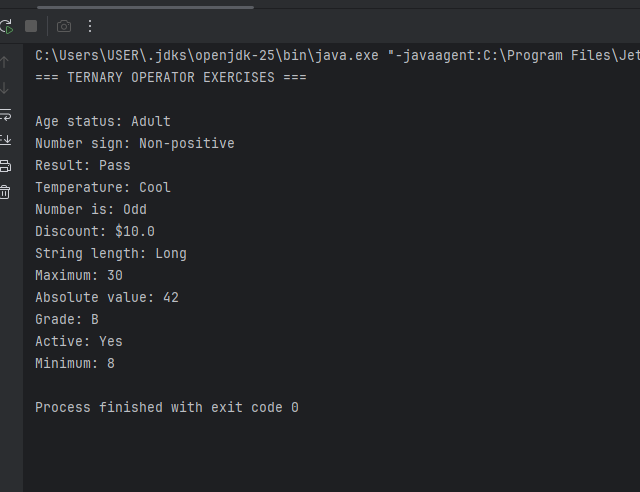 C:\Users\USER\.jdks\openjdk-25\bin\java.exe "-javaagent:C:\Program Files\Jet
=== TERNARY OPERATOR EXERCISES ===
Age status: Adult
Number sign: Non-positive
Result: Pass
Temperature: Cool
Number is: Odd
Discount: $10.0
String length: Long
Maximum: 30
Absolute value: 42
Grade: B
Active: Yes
Minimum: 8
Process finished with exit code 0